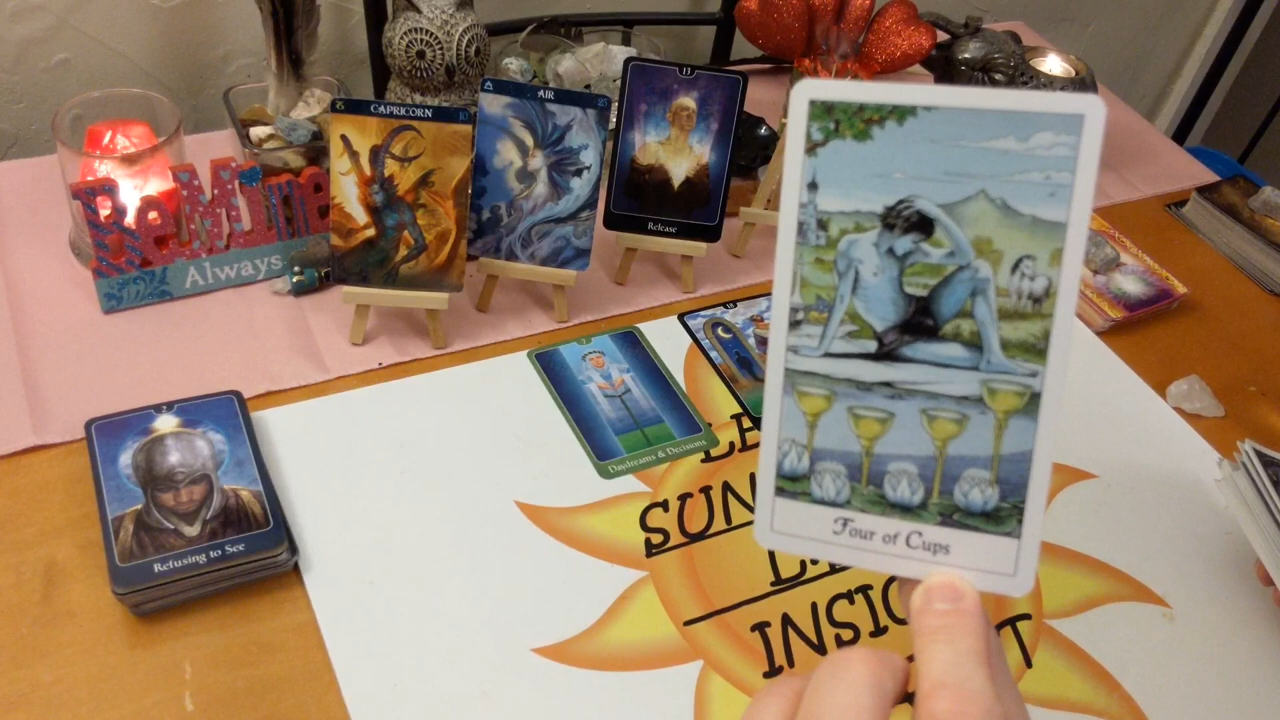 CAPRICORN 10
AIR 25
13
Release
Be Mine
Always
7
Daydreams & Decisions
18
2
Refusing to See
SUN
INSIG
T
Four of Cups